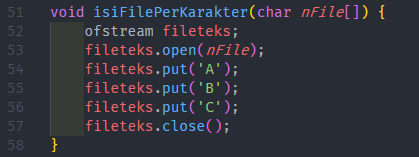 51 void isiFilePerKarakter(char nFile[]) {
52 ofstream fileteks;
53 fileteks.open(nFile);
54 fileteks.put('A');
55 fileteks.put('B');
56 fileteks.put('C');
57 fileteks.close();
58 }